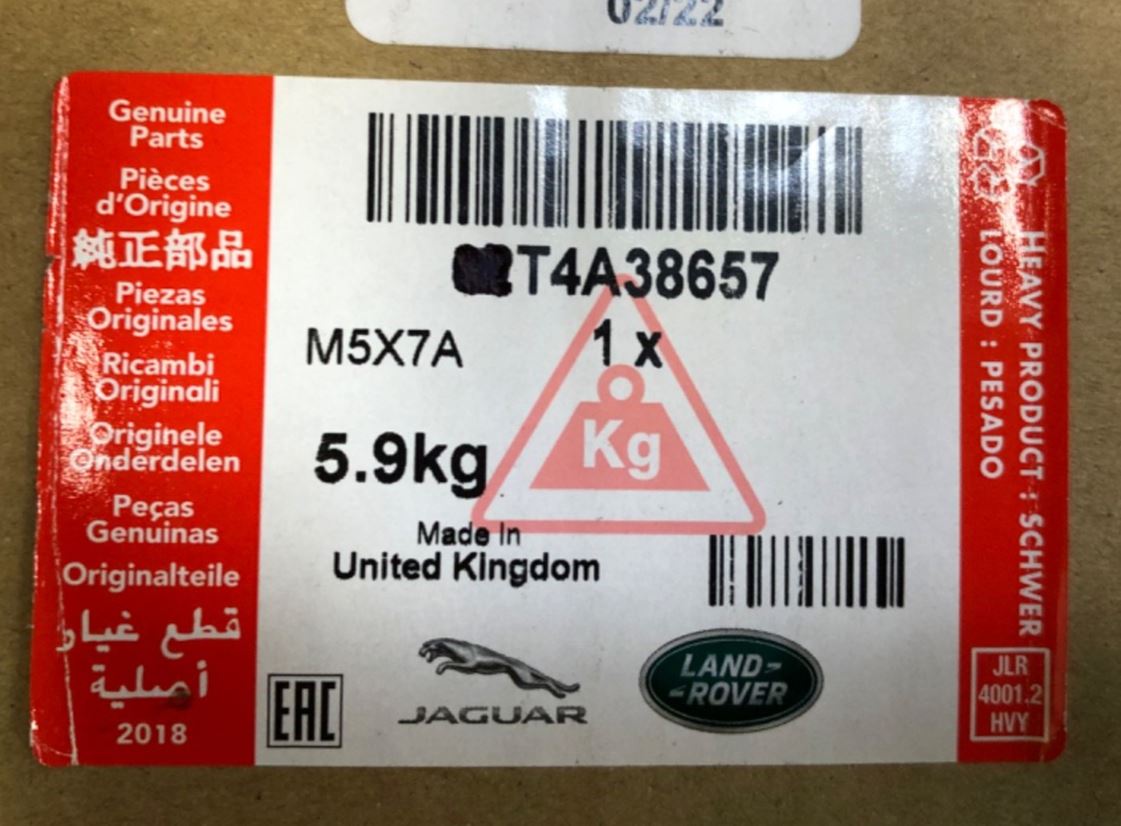 02/22
Genuine
Parts
Pièces
d'Origine
純正部品
Piezas
Originales
Ricambi
Originali
Originele
Onderdelen
Peças
Genuinas
Originalteile
قطع غيار
أصلية
2018
T4A38657
M5X7A
1 x
Kg
5.9kg
Made In
United Kingdom
EAC
JAGUAR
LAND-
-ROVER
HEAVY PRODUCT : SCHWER
LOURD : PESADO
JLR
4001.2
HVY